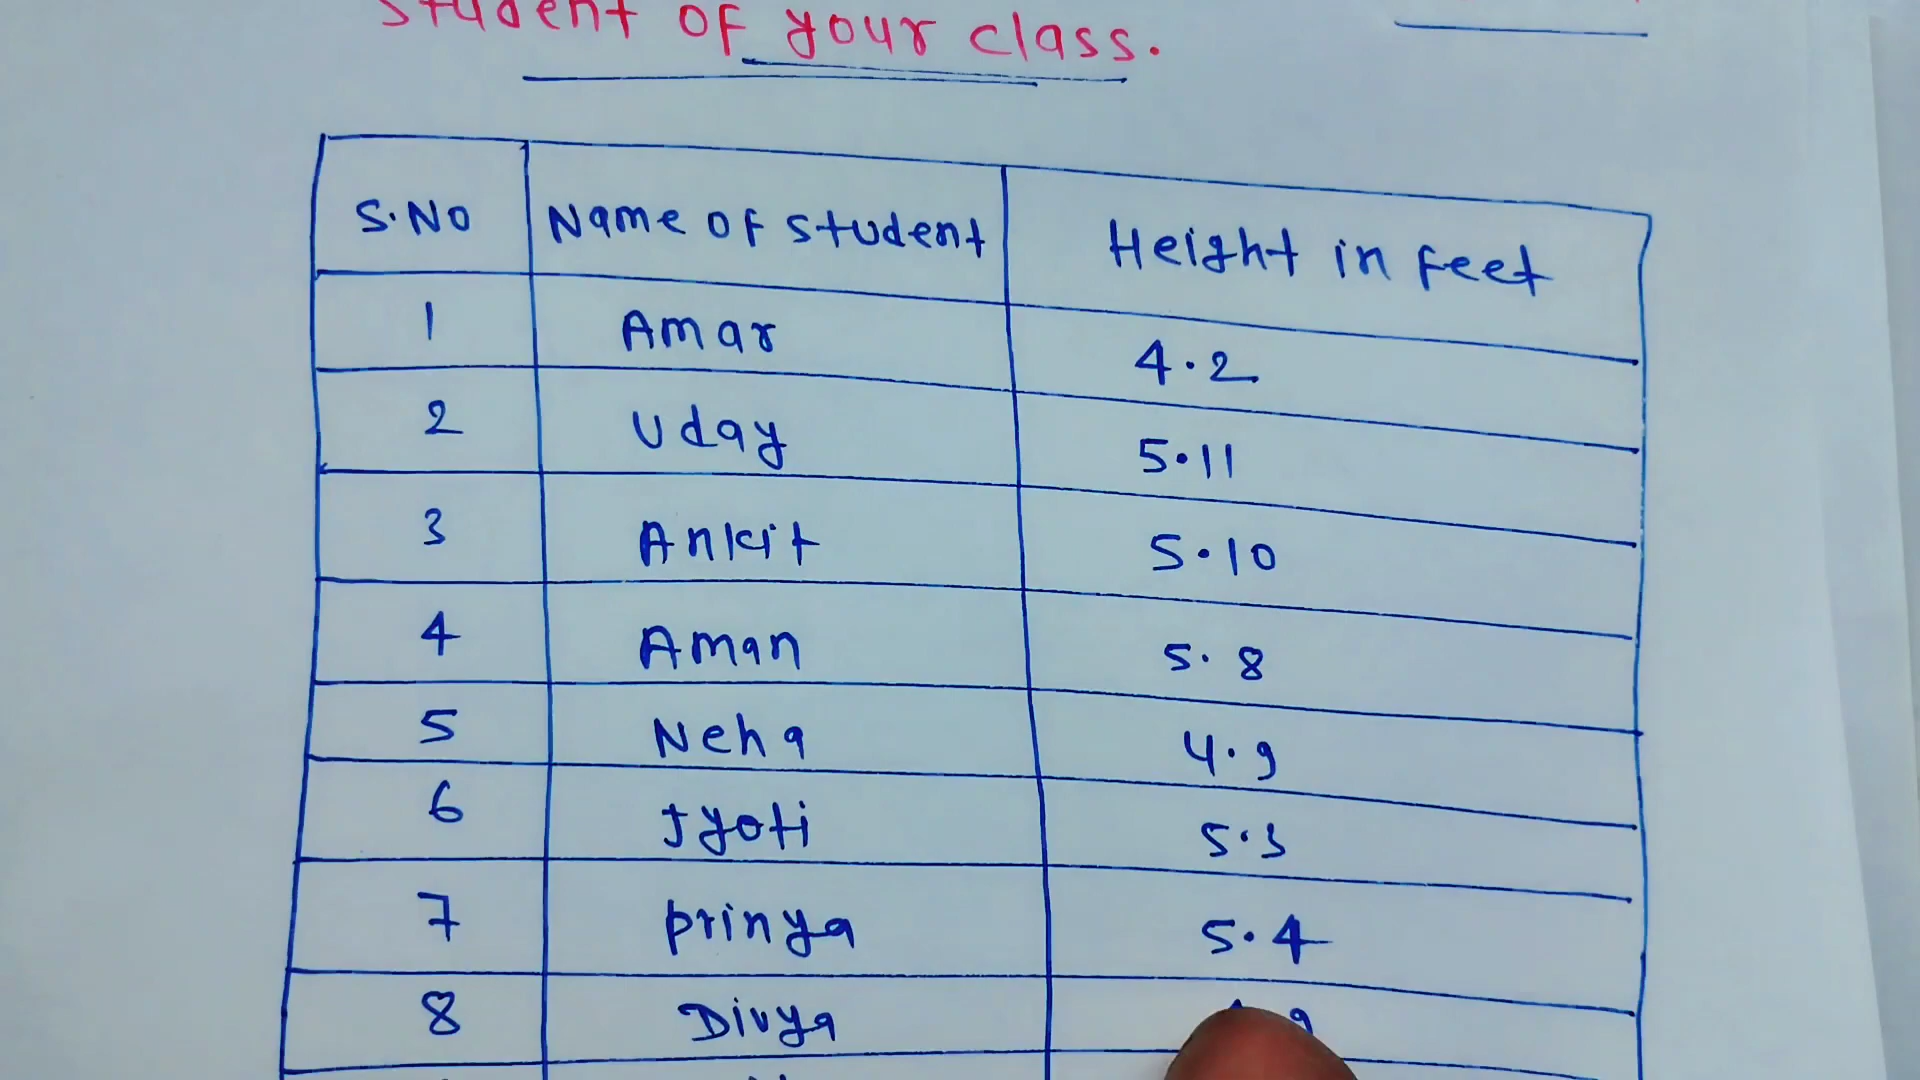 student of your class.
S.No Name of student Height in feet
1 Amar 4.2
2 Uday 5.11
3 Ankit 5.10
4 Aman 5.8
5 Neha 4.9
6 Jyoti 5.3
7 prinya 5.4
8 Divya